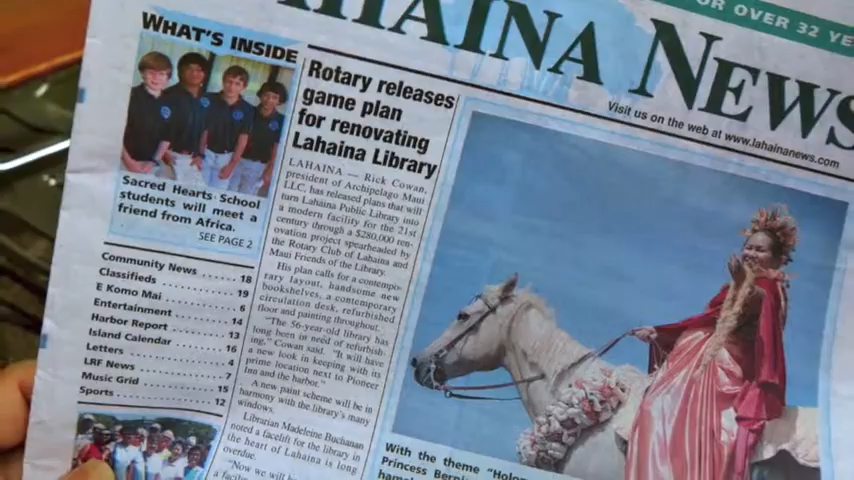 FOR OVER 32 YE
LAHAINA NEWS
Visit us on the web at www.lahainanews.com
WHAT'S INSIDE
Sacred Hearts School
students will meet a
friend from Africa.
SEE PAGE 2
Community News ...... 18
Classifieds ...... 19
E Komo Mai ...... 6
Entertainment ...... 14
Harbor Report ...... 13
Island Calendar ...... 16
Letters ...... 4
LRF News ...... 9
Music Grid ...... 15
Sports ...... 12
Rotary releases
game plan
for renovating
Lahaina Library
LAHAINA — Rick Cowan,
president of Archipelago Maui
LLC, has released plans that will
turn Lahaina Public Library into
a modern facility for the 21st
century through a $280,000 ren-
ovation project spearheaded by
the Rotary Club of Lahaina and
Maui Friends of the Library.
His plan calls for a contempo-
rary layout, handsome new
bookshelves, a contemporary
circulation desk, refurbished
floor and painting throughout.
"The 56-year-old library has
long been in need of refurbish-
ing," Cowan said. "It will have
a new look in keeping with its
prime location next to Pioneer
Inn and the harbor."
A new paint scheme will be in
harmony with the library's many
windows.
Librarian Madeleine Buchanan
noted a facelift for the library in
the heart of Lahaina is long
overdue.
"Now we will be
With the theme "Holo
Princess Berni